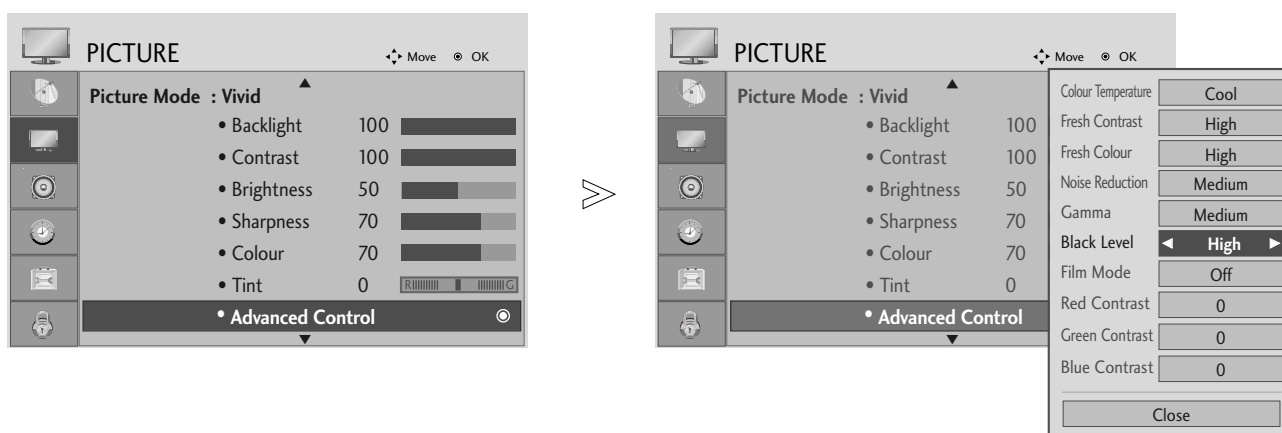 PICTURE
Move OK
Picture Mode : Vivid
• Backlight 100
• Contrast 100
• Brightness 50
• Sharpness 70
• Colour 70
• Tint 0 R G
• Advanced Control
PICTURE
Move OK
Picture Mode : Vivid
• Backlight 100
• Contrast 100
• Brightness 50
• Sharpness 70
• Colour 70
• Tint 0
• Advanced Control
Colour Temperature Cool
Fresh Contrast High
Fresh Colour High
Noise Reduction Medium
Gamma Medium
Black Level ◀ High ▶
Film Mode Off
Red Contrast 0
Green Contrast 0
Blue Contrast 0
Close